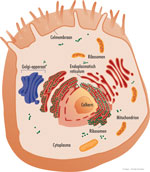 Celmembraan
Ribosomen
Golgi-apparaat
Endoplasmatisch
reticulum
Celkern
Mitochondrion
Ribosomen
Cytoplasma